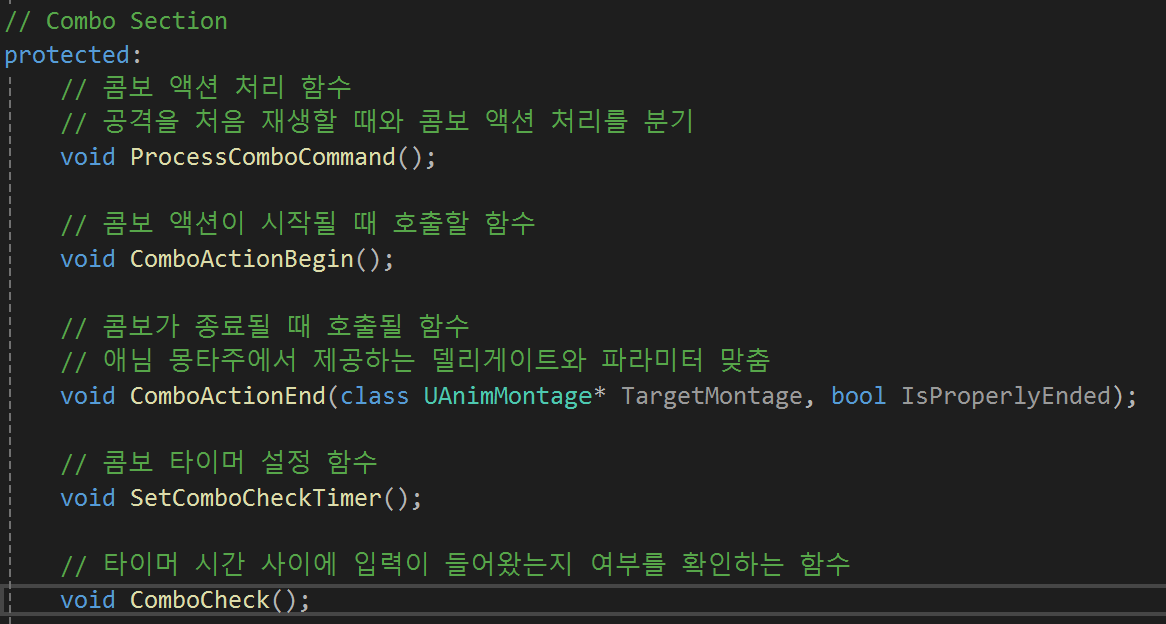 // Combo Section
protected:
// 콤보 액션 처리 함수
// 공격을 처음 재생할 때와 콤보 액션 처리를 분기
void ProcessComboCommand();
// 콤보 액션이 시작될 때 호출할 함수
void ComboActionBegin();
// 콤보가 종료될 때 호출될 함수
// 애님 몽타주에서 제공하는 델리게이트와 파라미터 맞춤
void ComboActionEnd(class UAnimMontage* TargetMontage, bool IsProperlyEnded);
// 콤보 타이머 설정 함수
void SetComboCheckTimer();
// 타이머 시간 사이에 입력이 들어왔는지 여부를 확인하는 함수
void ComboCheck();